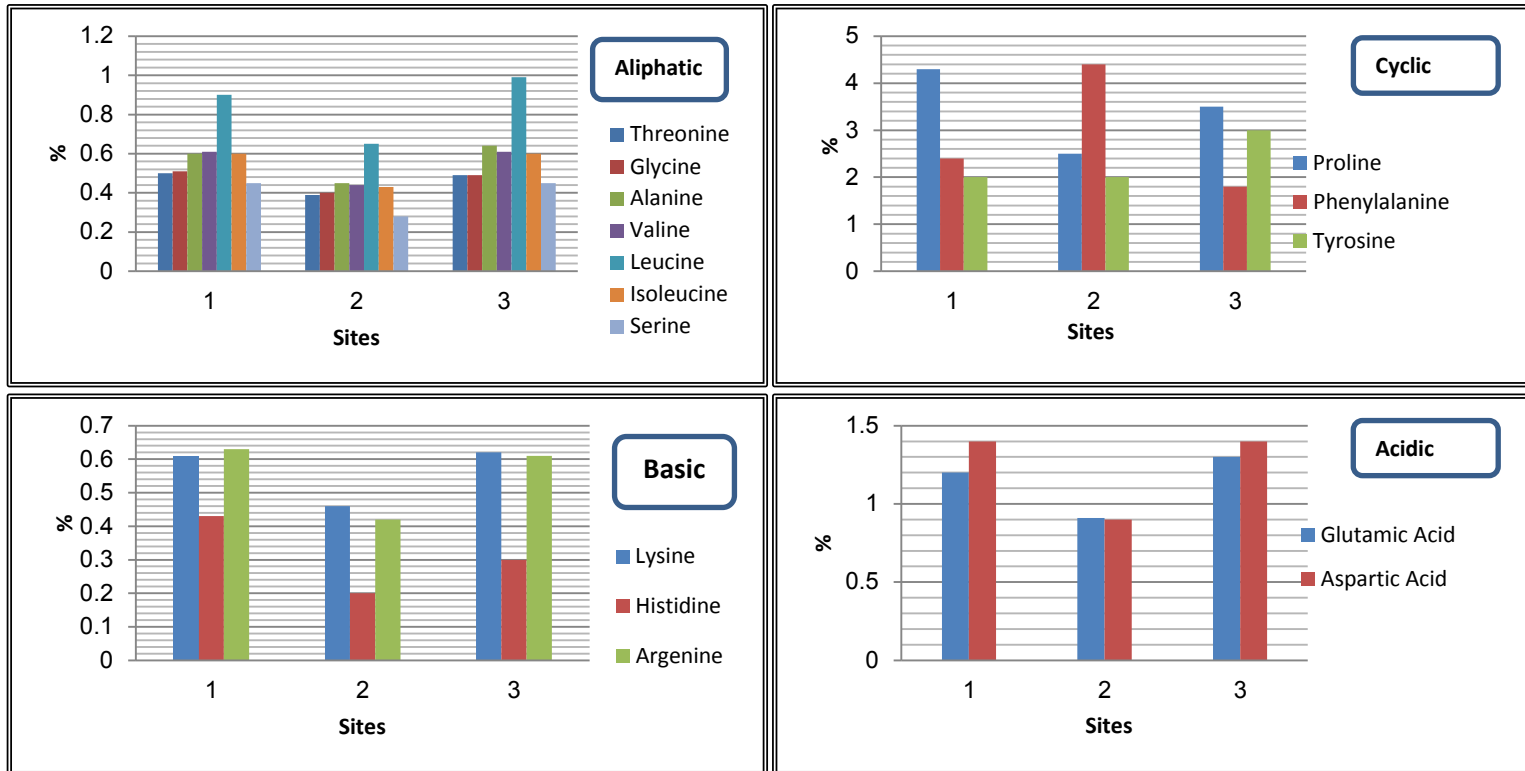 1.2
1
0.8
0.6
0.4
0.2
0
%
1 2 3
Sites
Aliphatic
Threonine
Glycine
Alanine
Valine
Leucine
Isoleucine
Serine
5
4
3
2
1
0
%
1 2 3
Sites
Cyclic
Proline
Phenylalanine
Tyrosine
0.7
0.6
0.5
0.4
0.3
0.2
0.1
0
%
1 2 3
Sites
Basic
Lysine
Histidine
Argenine
1.5
1
0.5
0
%
1 2 3
Sites
Acidic
Glutamic Acid
Aspartic Acid